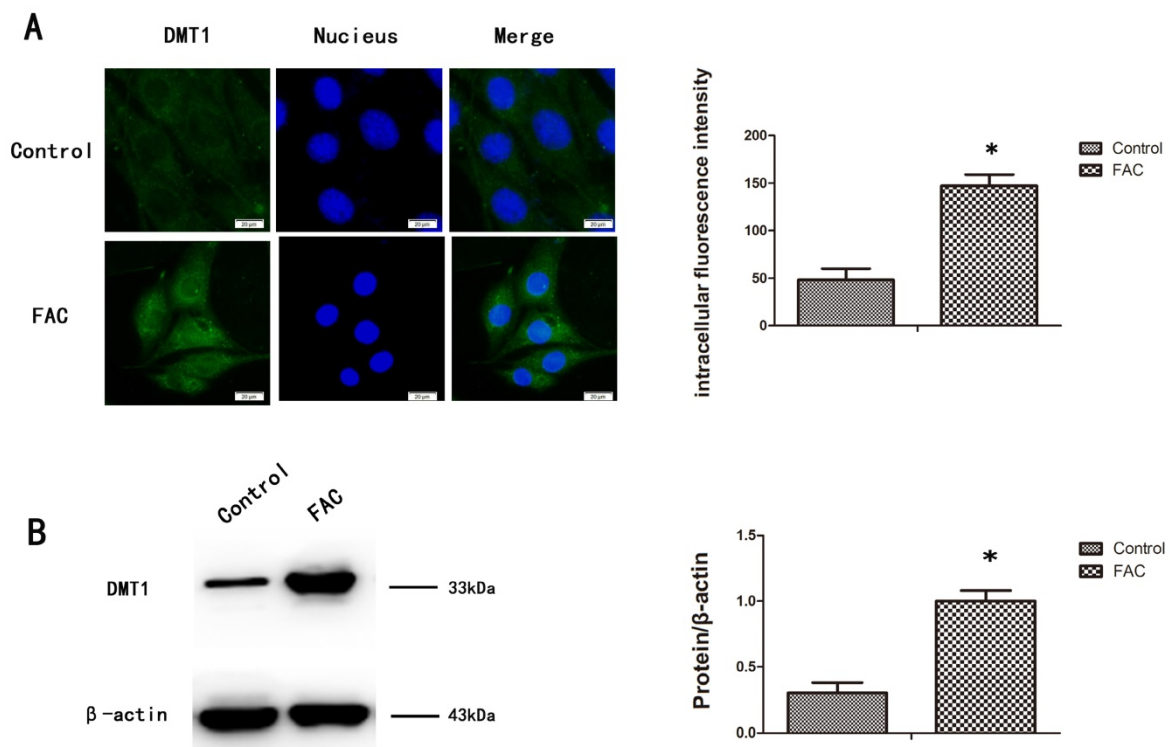 A
DMT1 Nucieus Merge
Control
20 μm 20 μm 20 μm
FAC
20 μm 20 μm 20 μm
intracellular fluorescence intensity
200
150
100
50
0
*
Control
FAC
B
Control FAC
DMT1 33kDa
β-actin 43kDa
Protein/β-actin
1.5
1.0
0.5
0.0
*
Control
FAC